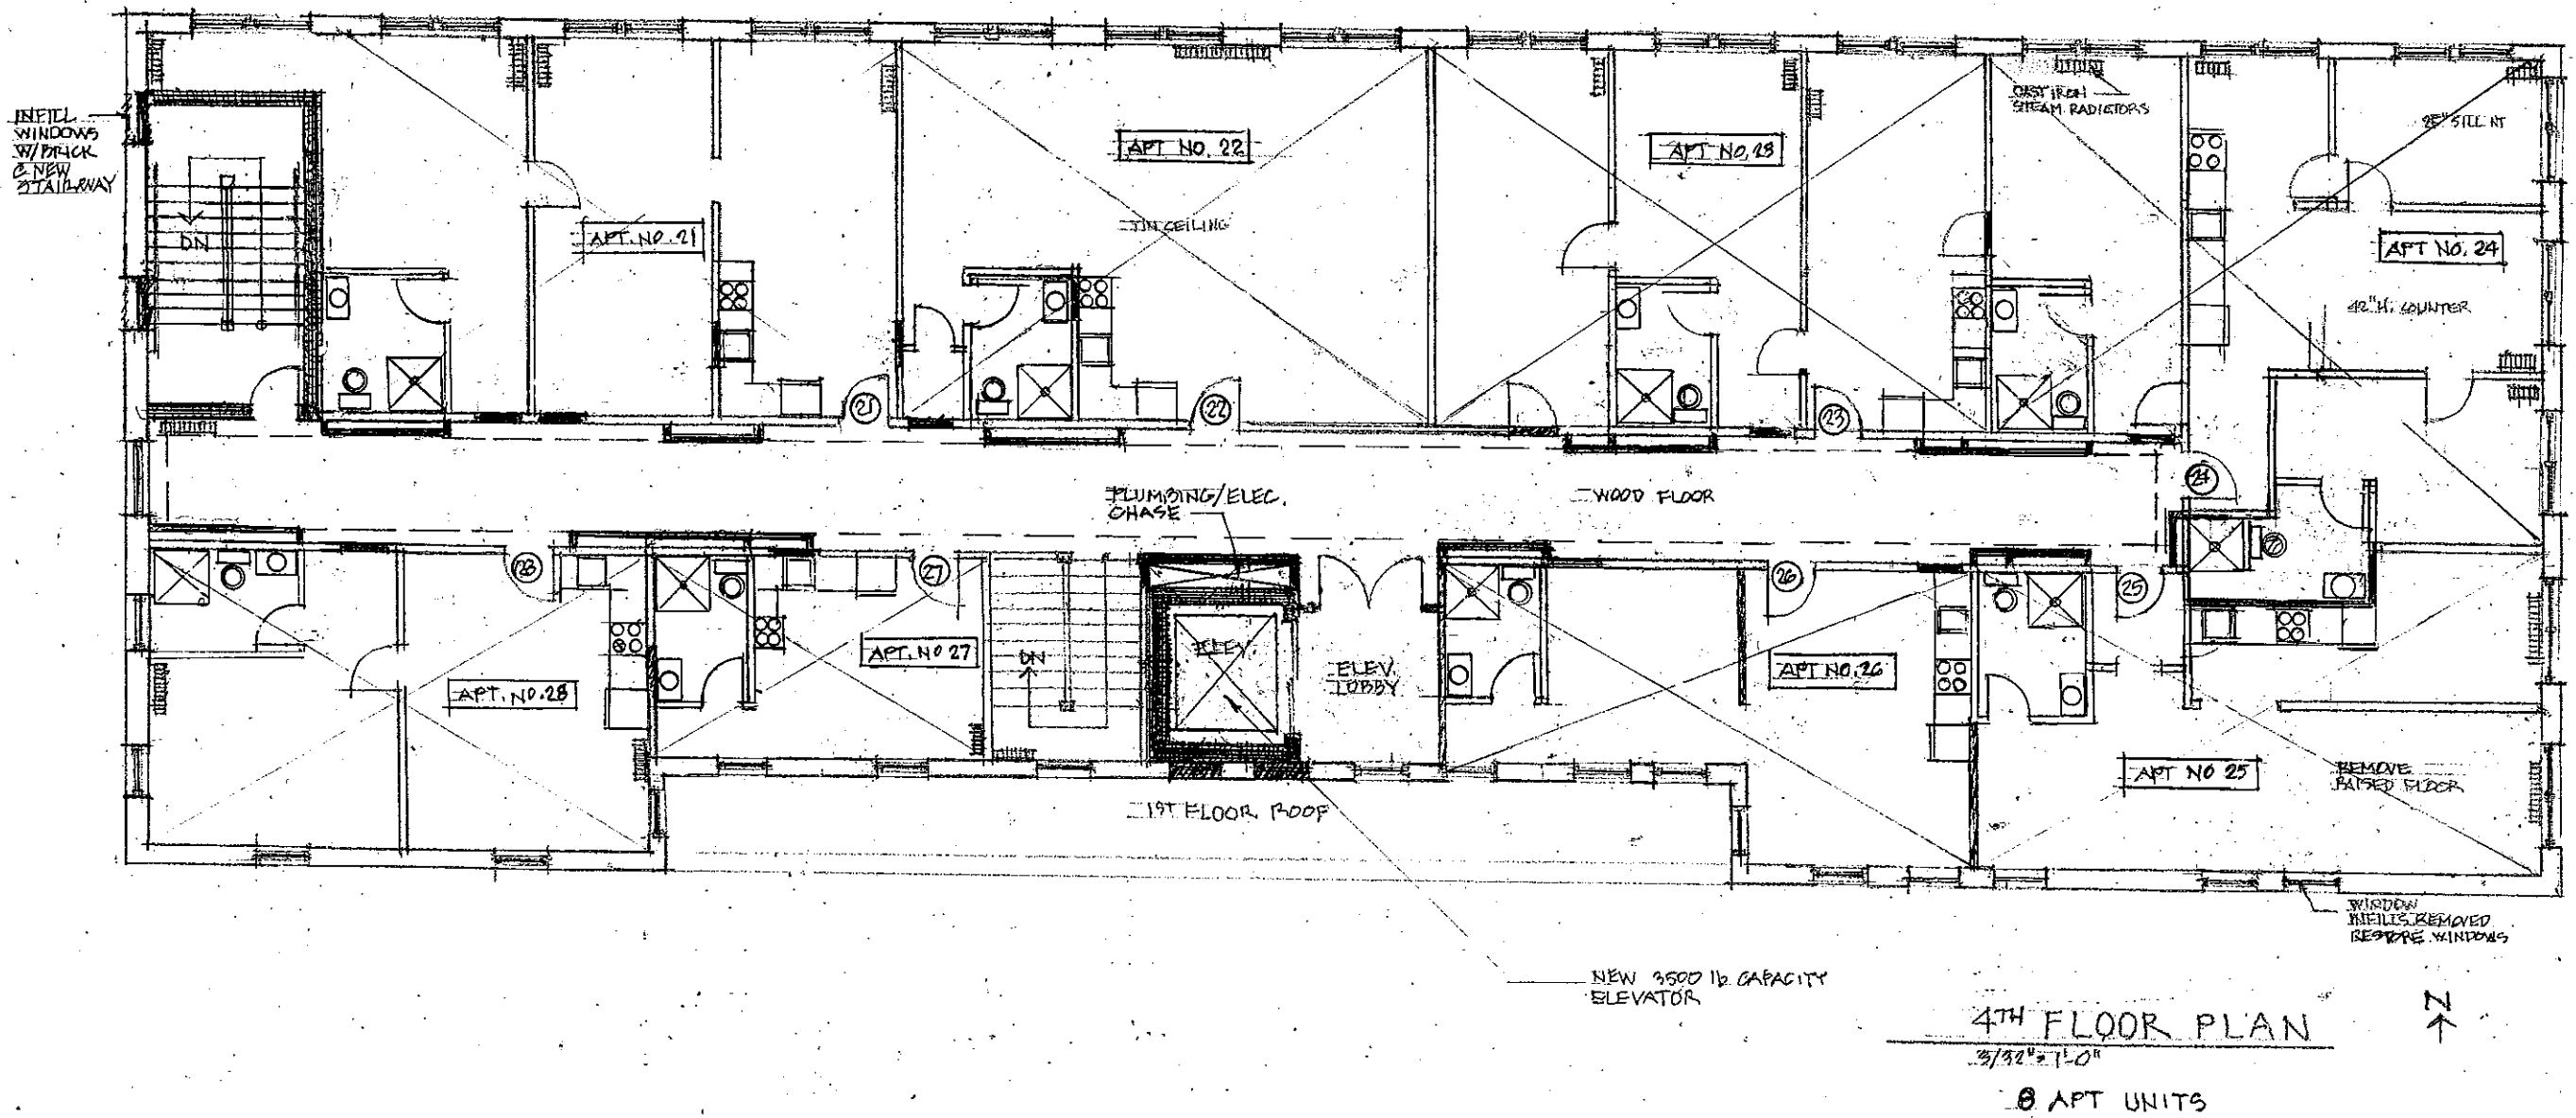 INFILL
WINDOWS
W/BRICK
@ NEW
STAIRWAY
DN
APT. NO. 21
APT NO. 22
TIN CEILING
APT NO. 23
CAST IRON
STEAM RADIATORS
APT NO. 24
42" H. COUNTER
21
22
23
24
PLUMBING/ELEC.
CHASE
WOOD FLOOR
28
27
26
25
APT. NO. 28
APT. NO 27
DN
ELEV.
ELEV.
LOBBY
APT NO. 26
APT NO 25
REMOVE
RAISED FLOOR
1ST FLOOR ROOF
WINDOW
INFILLS REMOVED
RESTORE WINDOWS
NEW 3500 lb. CAPACITY
ELEVATOR
N
4TH FLOOR PLAN
3/32" = 1'-0"
8 APT UNITS